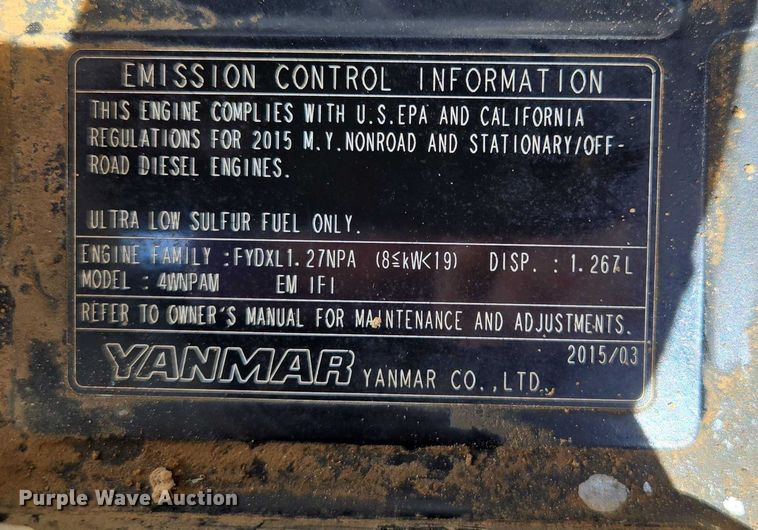 EMISSION CONTROL INFORMATION
THIS ENGINE COMPLIES WITH U.S.EPA AND CALIFORNIA
REGULATIONS FOR 2015 M.Y.NONROAD AND STATIONARY/OFF-
ROAD DIESEL ENGINES.
ULTRA LOW SULFUR FUEL ONLY.
ENGINE FAMILY :FYDXL1.27NPA (8≦kW<19) DISP. : 1.267L
MODEL : 4WNPAM EM IFI
REFER TO OWNER'S MANUAL FOR MAINTENANCE AND ADJUSTMENTS.
2015/03
YANMAR YANMAR CO.,LTD.
Purple Wave Auction